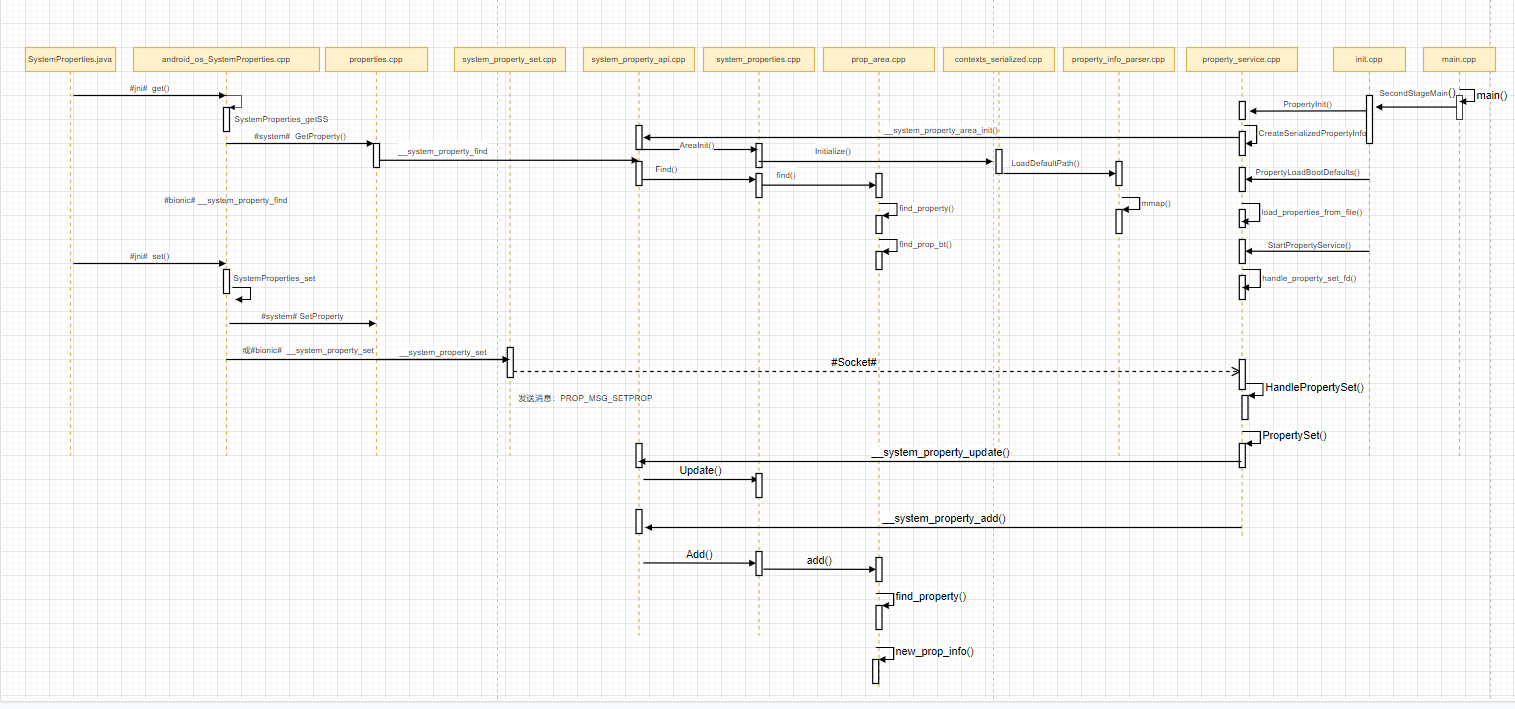 SystemProperties.java
android_os_SystemProperties.cpp
properties.cpp
system_property_set.cpp
system_property_api.cpp
system_properties.cpp
prop_area.cpp
contexts_serialized.cpp
property_info_parser.cpp
property_service.cpp
init.cpp
main.cpp
#jni# get()
SecondStageMain()
main()
PropertyInit()
SystemProperties_getSS
__system_property_area_init()
CreateSerializedPropertyInfo
#system# GetProperty()
AreaInit()
__system_property_find
Initialize()
LoadDefaultPath()
Find()
find()
PropertyLoadBootDefaults()
#bionic# __system_property_find
find_property()
mmap()
load_properties_from_file()
find_prop_bt()
StartPropertyService()
#jni# set()
SystemProperties_set
handle_property_set_fd()
#system# SetProperty
或#bionic# __system_property_set
__system_property_set
#Socket#
HandlePropertySet()
发送消息：PROP_MSG_SETPROP
PropertySet()
__system_property_update()
Update()
__system_property_add()
Add()
add()
find_property()
new_prop_info()